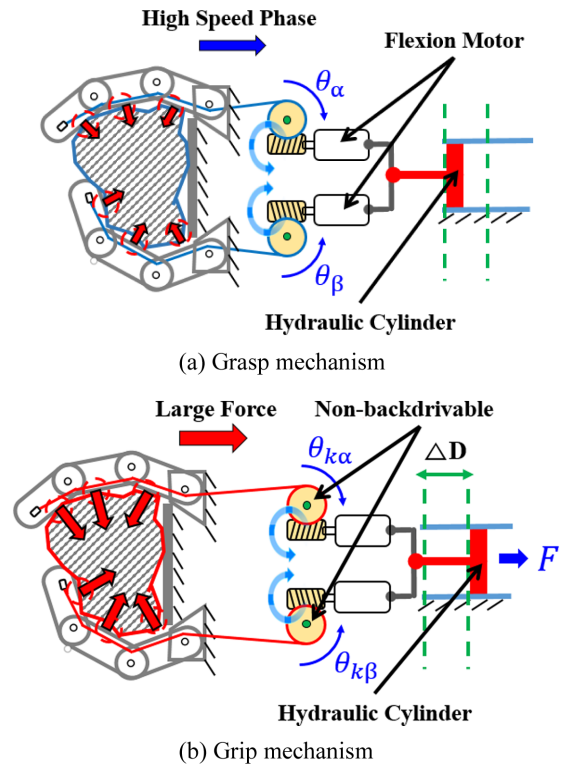 High Speed Phase
Flexion Motor
θα
θβ
Hydraulic Cylinder
(a) Grasp mechanism
Large Force
Non-backdrivable
θkα
△D
F
θkβ
Hydraulic Cylinder
(b) Grip mechanism